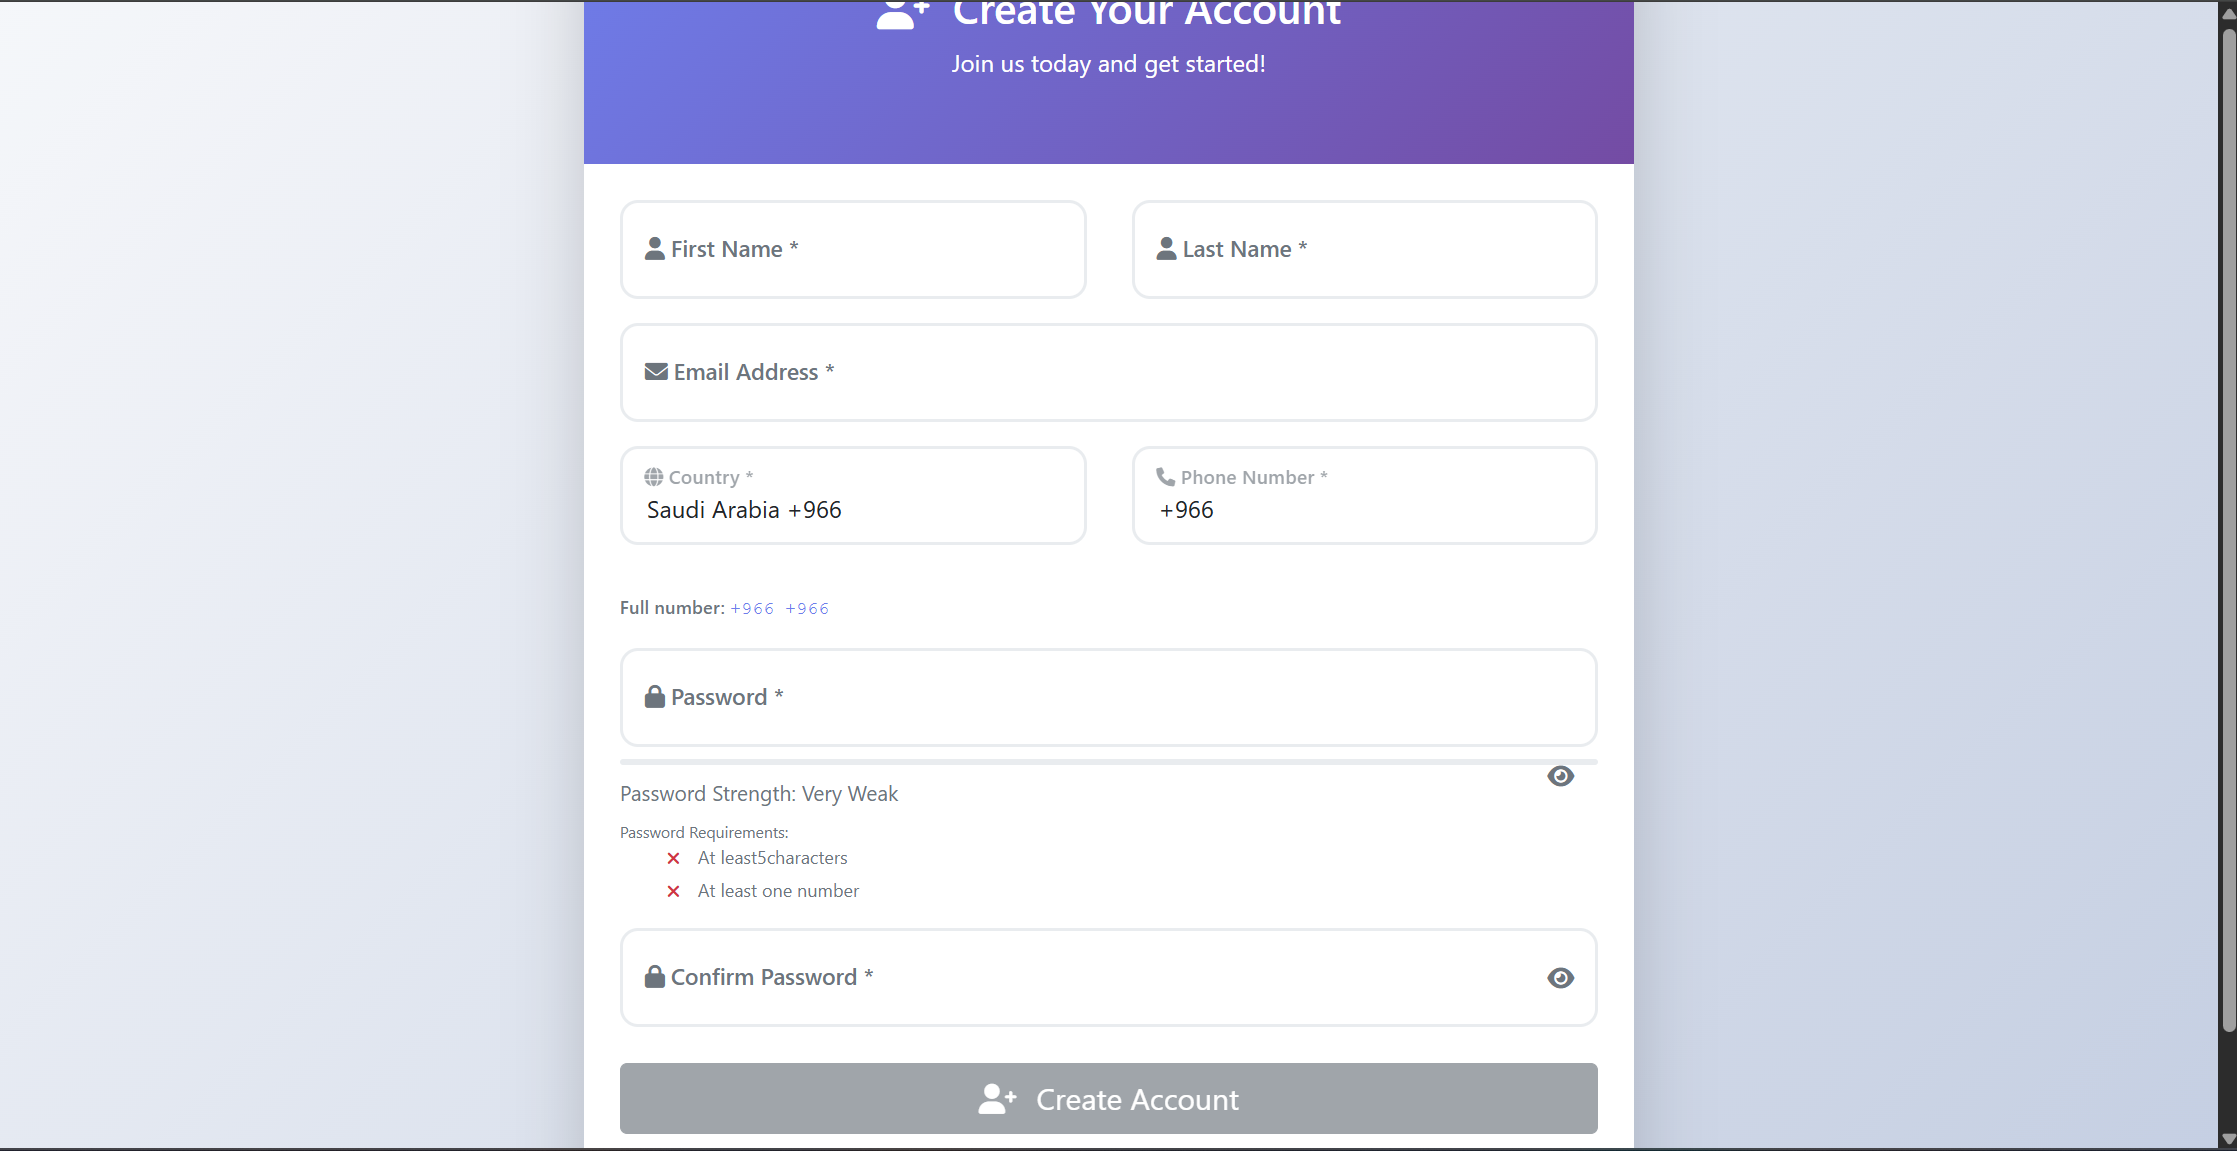 Create Your Account
Join us today and get started!
First Name *
Last Name *
Email Address *
Country *
Saudi Arabia +966
Phone Number *
+966
Full number: +966 +966
Password *
Password Strength: Very Weak
Password Requirements:
At least5characters
At least one number
Confirm Password *
Create Account